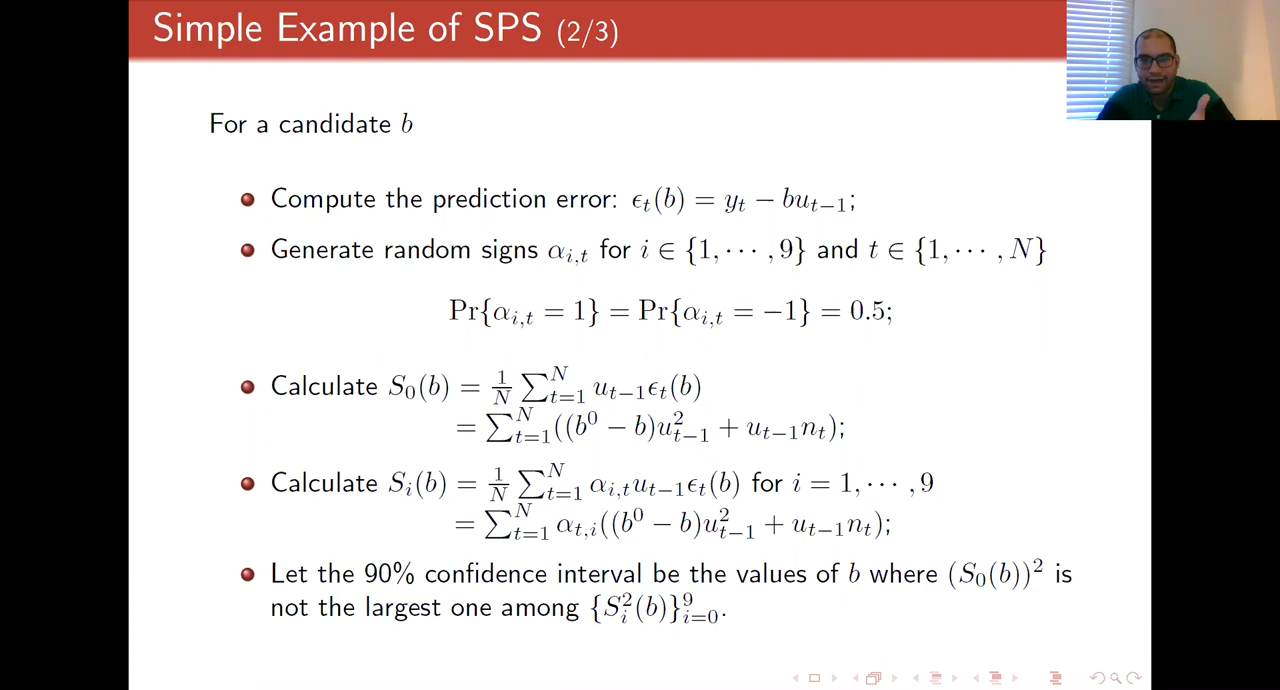 Simple Example of SPS (2/3)
For a candidate b
Compute the prediction error: ϵ_t(b) = y_t − bu_{t−1};
Generate random signs α_{i,t} for i ∈ {1, ⋯ , 9} and t ∈ {1, ⋯ , N}
Pr{α_{i,t} = 1} = Pr{α_{i,t} = −1} = 0.5;
Calculate S_0(b) = 1/N ∑_{t=1}^{N} u_{t−1}ϵ_t(b)
= ∑_{t=1}^{N} ((b^0 − b)u_{t−1}^2 + u_{t−1}n_t);
Calculate S_i(b) = 1/N ∑_{t=1}^{N} α_{i,t}u_{t−1}ϵ_t(b) for i = 1, ⋯ , 9
= ∑_{t=1}^{N} α_{t,i}((b^0 − b)u_{t−1}^2 + u_{t−1}n_t);
Let the 90% confidence interval be the values of b where (S_0(b))^2 is
not the largest one among {S_i^2(b)}_{i=0}^9.